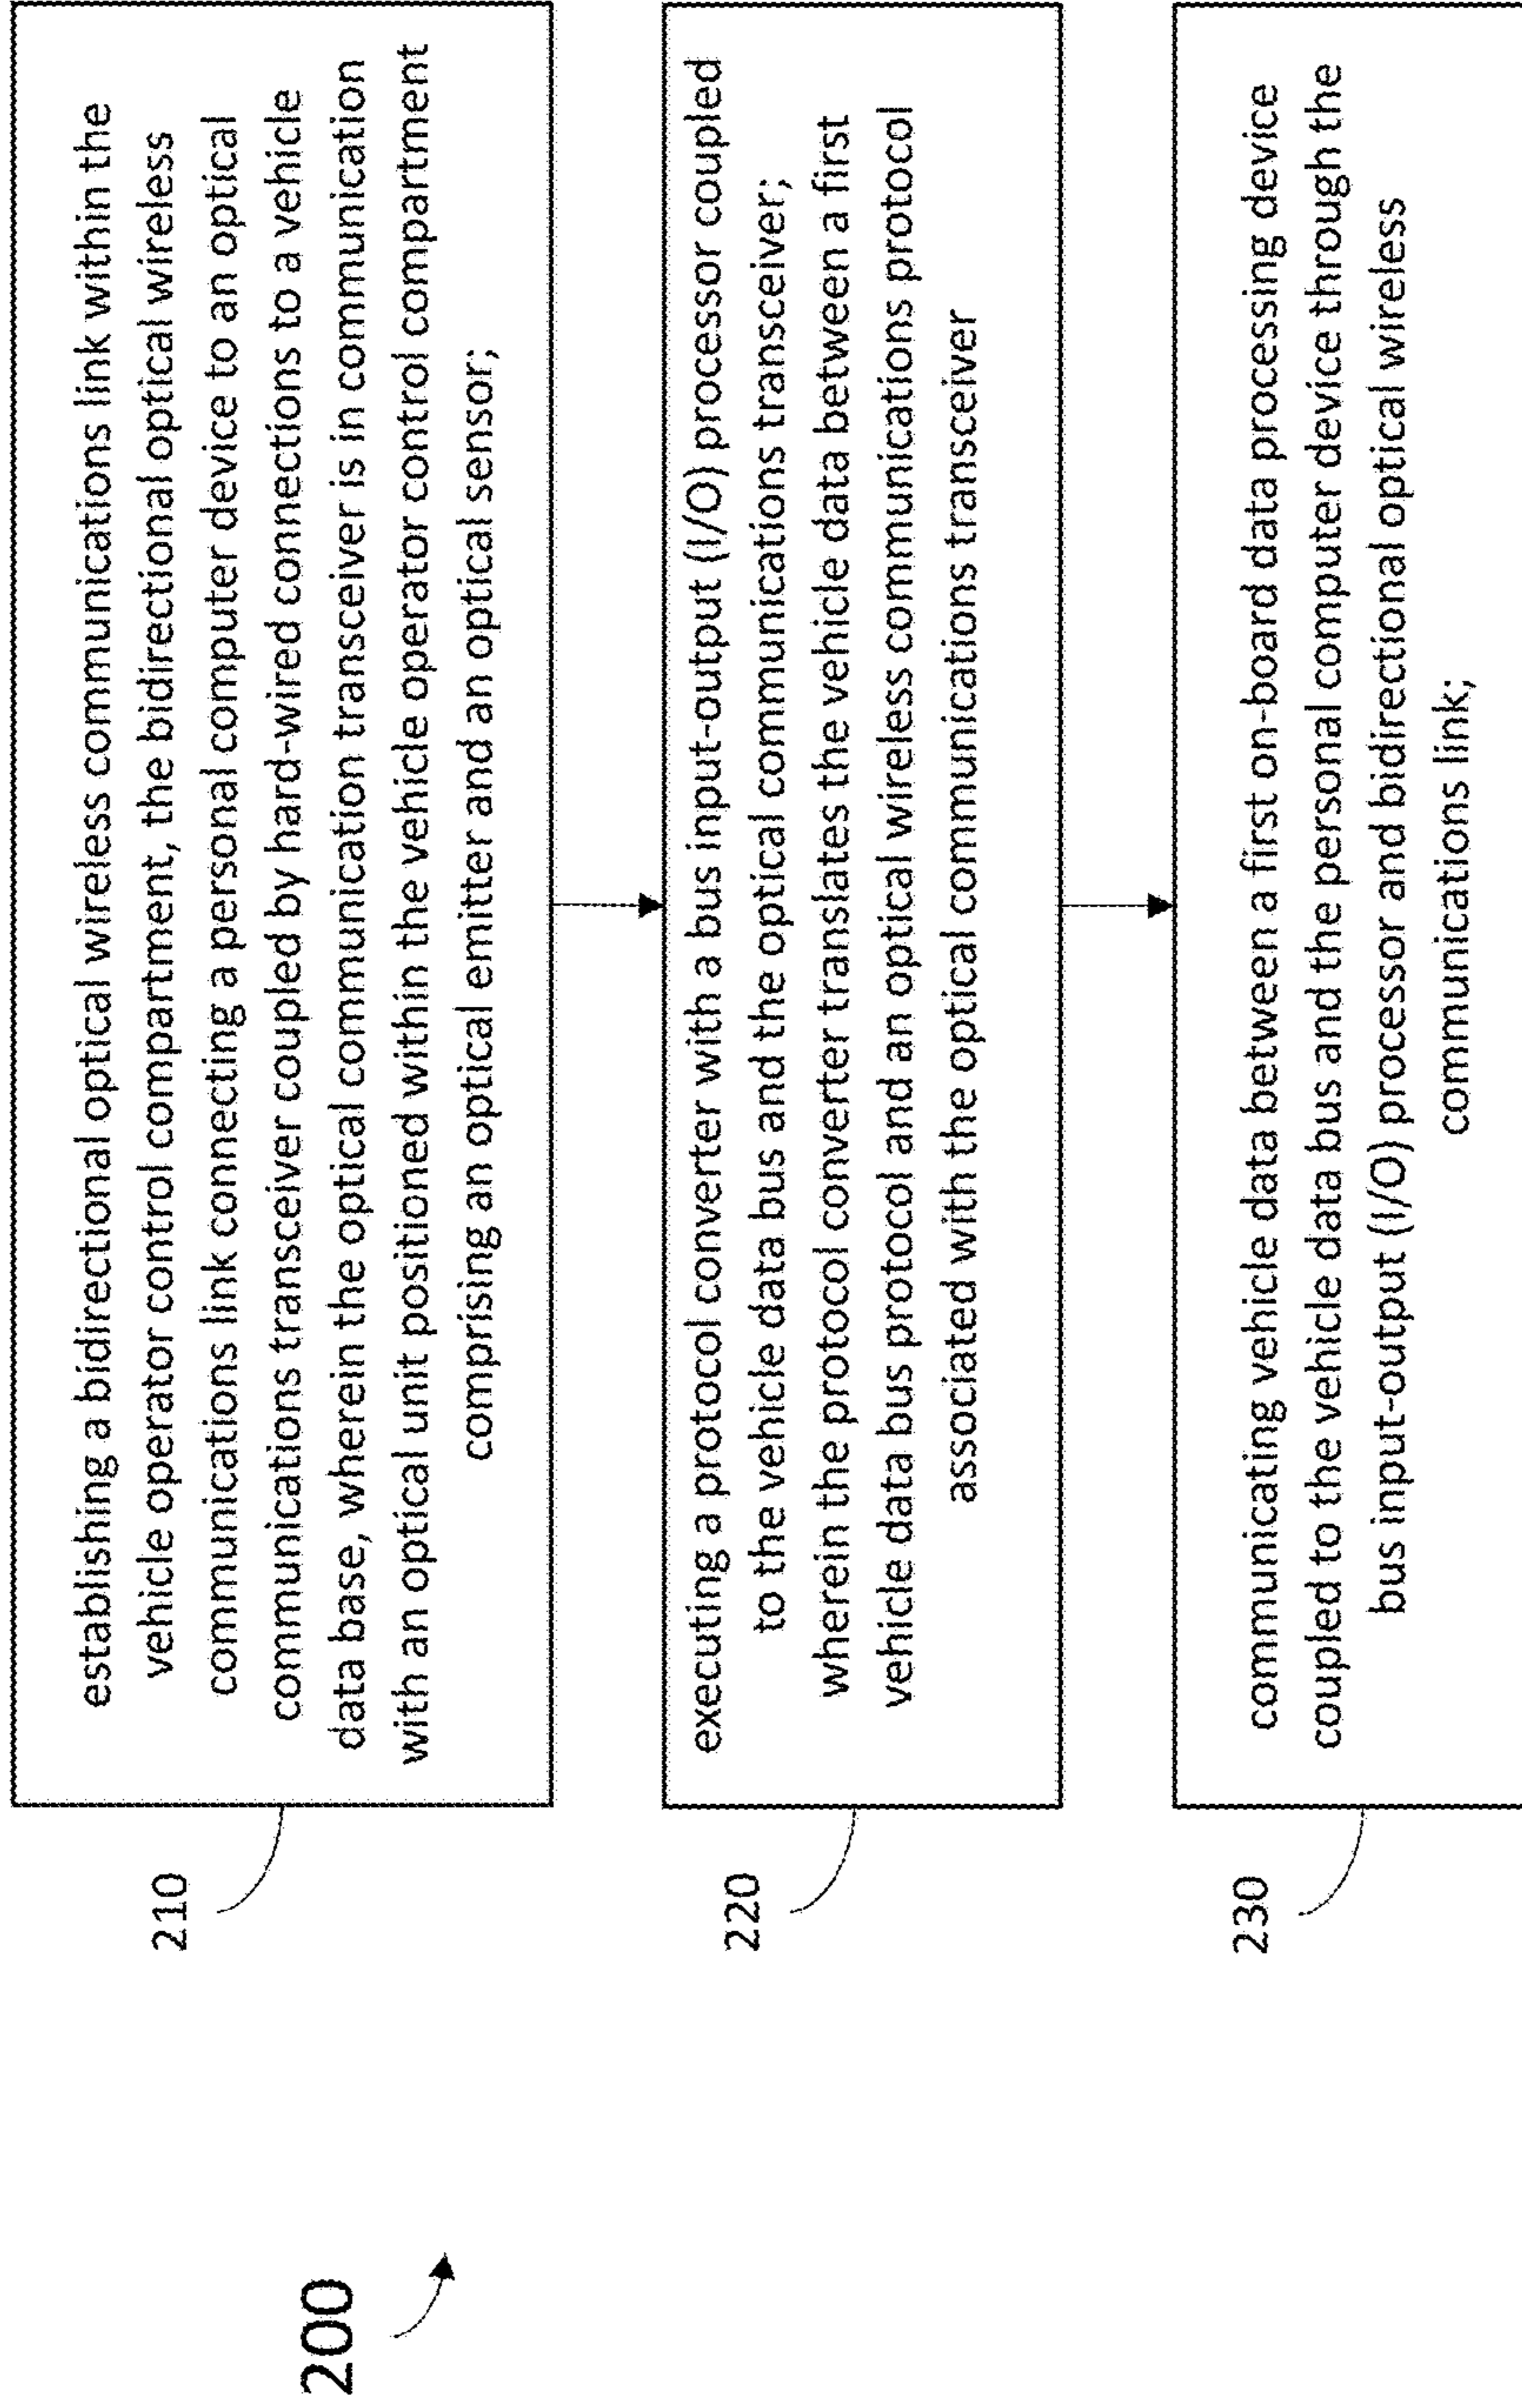 200
210
establishing a bidirectional optical wireless communications link within the
vehicle operator control compartment, the bidirectional optical wireless
communications link connecting a personal computer device to an optical
communications transceiver coupled by hard-wired connections to a vehicle
data base, wherein the optical communication transceiver is in communication
with an optical unit positioned within the vehicle operator control compartment
comprising an optical emitter and an optical sensor;
220
executing a protocol converter with a bus input-output (I/O) processor coupled
to the vehicle data bus and the optical communications transceiver;
wherein the protocol converter translates the vehicle data between a first
vehicle data bus protocol and an optical wireless communications protocol
associated with the optical communications transceiver
230
communicating vehicle data between a first on-board data processing device
coupled to the vehicle data bus and the personal computer device through the
bus input-output (I/O) processor and bidirectional optical wireless
communications link;